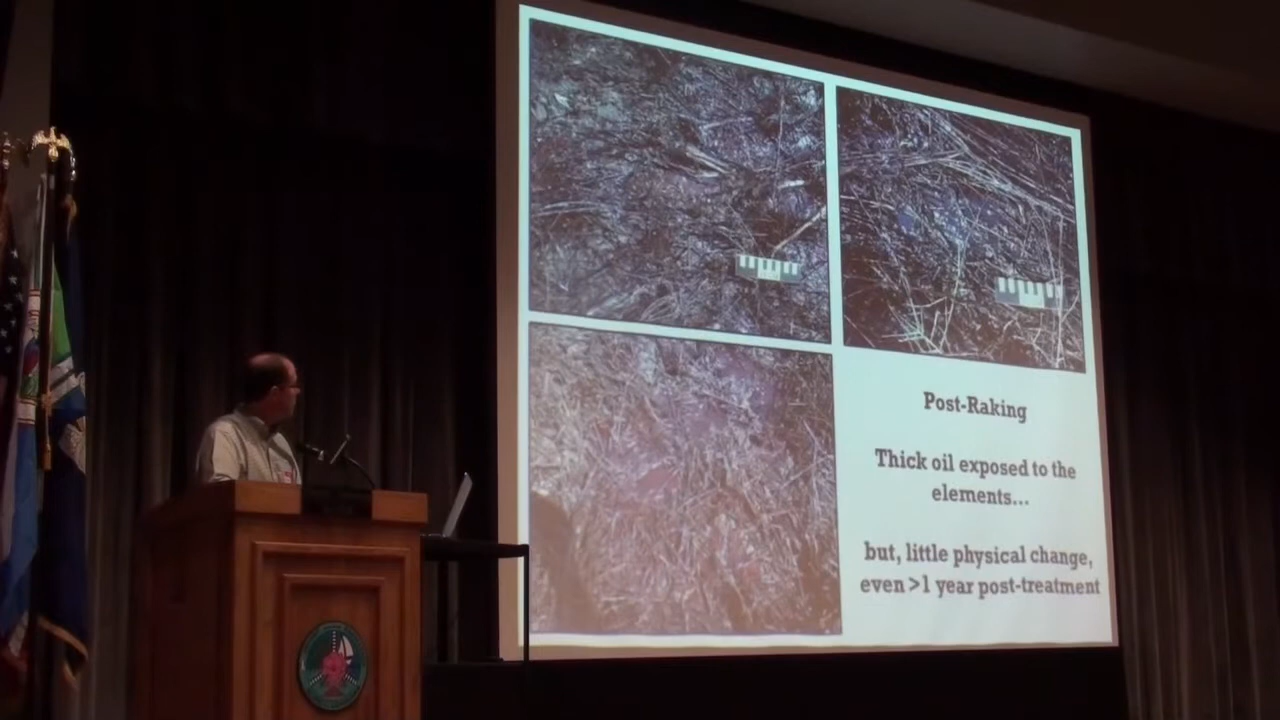 Post-Raking
Thick oil exposed to the
elements...
but, little physical change,
even >1 year post-treatment